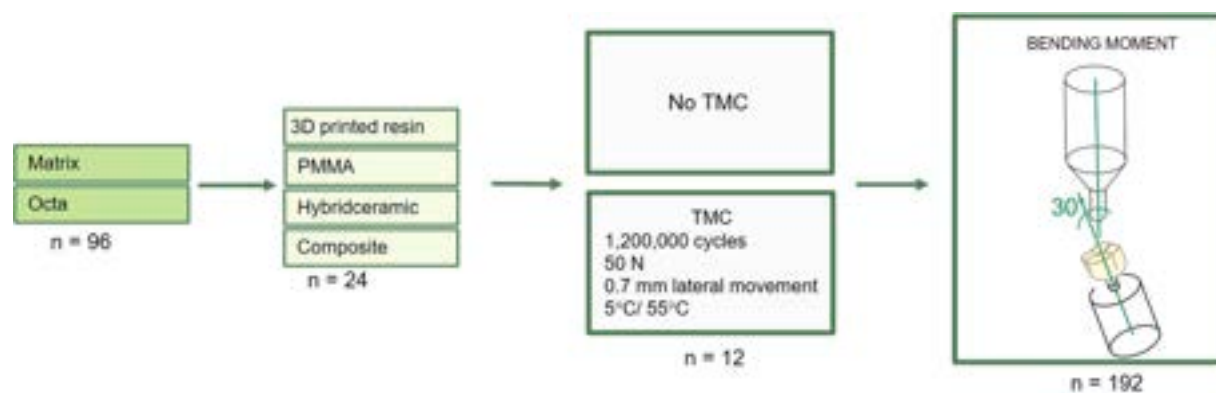 Matrix
Octa
n = 96
3D printed resin
PMMA
Hybridceramic
Composite
n = 24
No TMC
TMC
1,200,000 cycles
50 N
0.7 mm lateral movement
5°C/ 55°C
n = 12
BENDING MOMENT
30°
n = 192